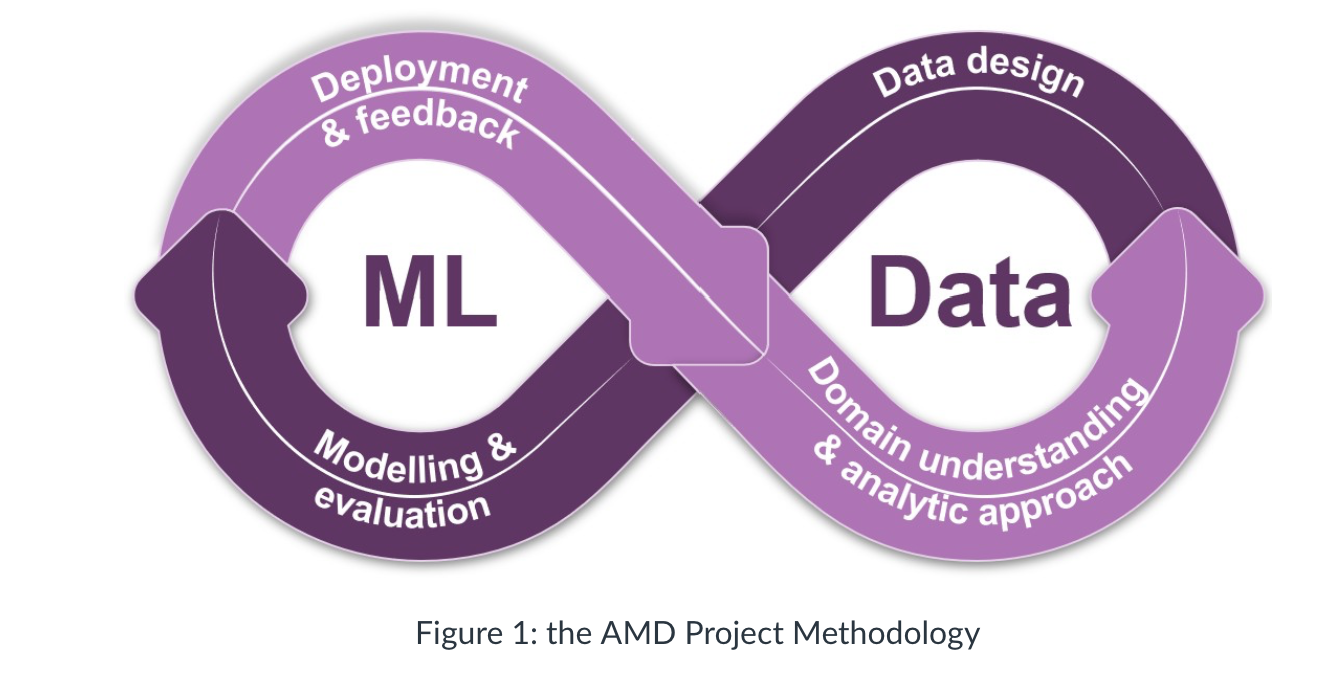 Deployment
& feedback
Data design
ML
Data
Modelling &
evaluation
Domain understanding
& analytic approach
Figure 1: the AMD Project Methodology